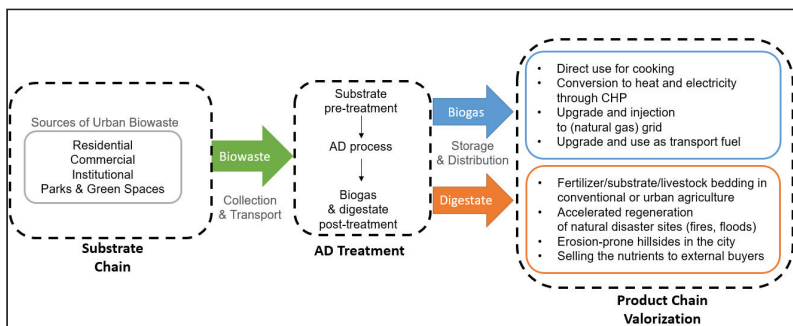 Sources of Urban Biowaste
Residential
Commercial
Institutional
Parks & Green Spaces
Substrate
Chain
Biowaste
Collection
& Transport
Substrate
pre-treatment
AD process
Biogas
& digestate
post-treatment
AD Treatment
Biogas
Storage
& Distribution
Digestate
• Direct use for cooking
• Conversion to heat and electricity
through CHP
• Upgrade and injection
to (natural gas) grid
• Upgrade and use as transport fuel
• Fertilizer/substrate/livestock bedding in
conventional or urban agriculture
• Accelerated regeneration
of natural disaster sites (fires, floods)
• Erosion-prone hillsides in the city
• Selling the nutrients to external buyers
Product Chain
Valorization